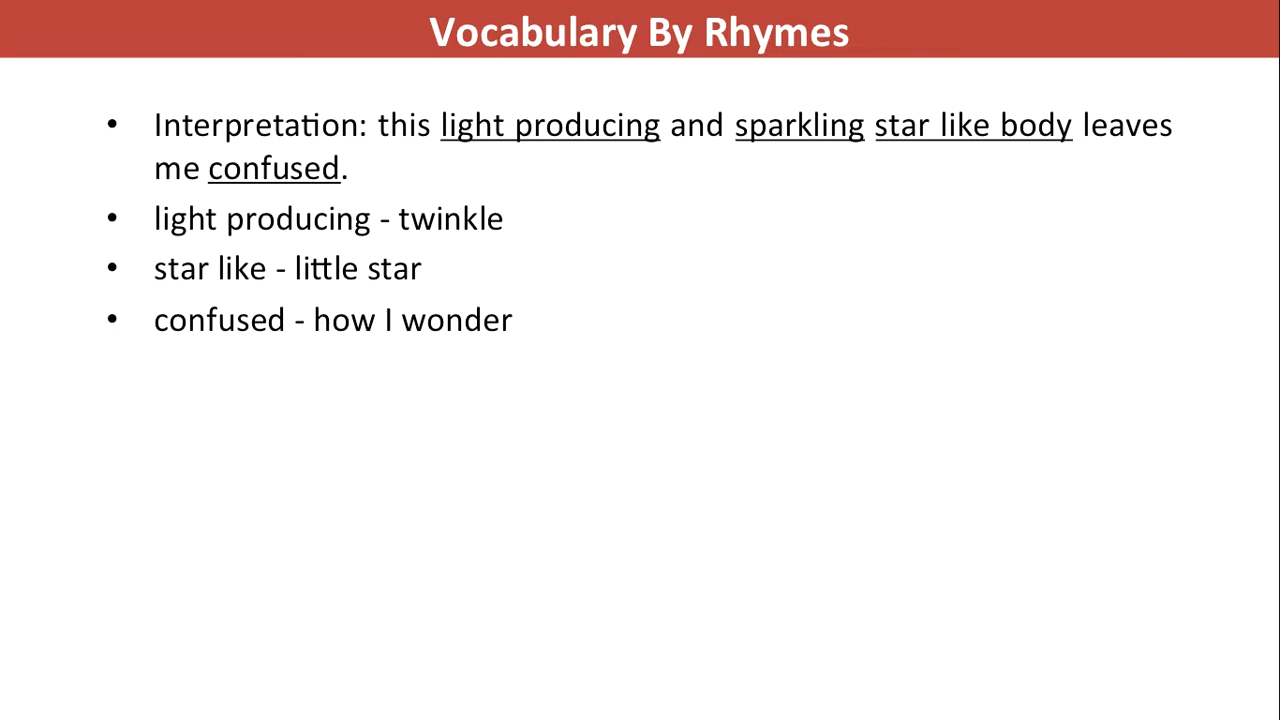 Vocabulary By Rhymes
• Interpretation: this light producing and sparkling star like body leaves
me confused.
• light producing - twinkle
• star like - little star
• confused - how I wonder